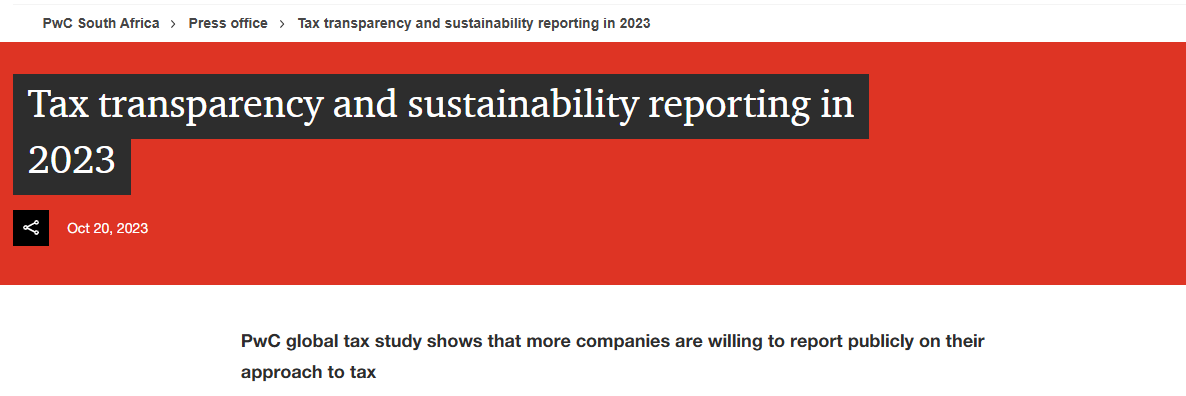 PwC South Africa > Press office > Tax transparency and sustainability reporting in 2023
Tax transparency and sustainability reporting in
2023
Oct 20, 2023
PwC global tax study shows that more companies are willing to report publicly on their
approach to tax